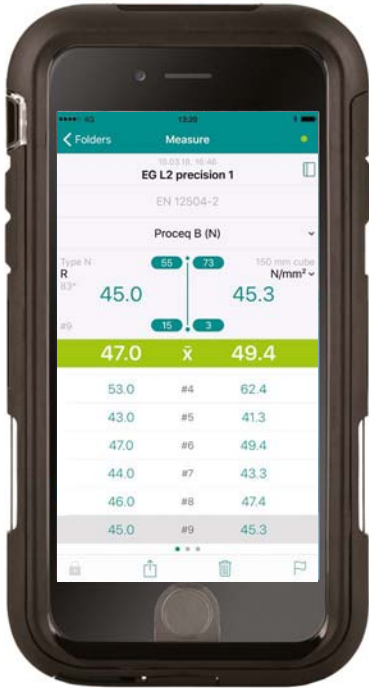 4G 13:20
Folders Measure
16.03.18, 16:46
EG L2 precision 1
EN 12504-2
Proceq B (N)
Type N 55 73 150 mm cube
R N/mm²
83°
45.0 45.3
#9 15 3
47.0 x̄ 49.4
53.0 #4 62.4
43.0 #5 41.3
47.0 #6 49.4
44.0 #7 43.3
46.0 #8 47.4
45.0 #9 45.3